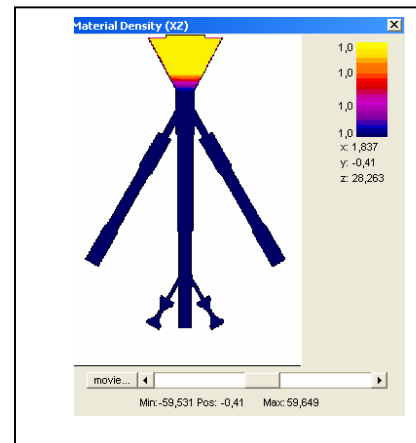 Material Density (XZ)
1,0
1,0
1,0
1,0
x: 1,837
y: -0,41
z: 28,263
movie...
Min:-59,531 Pos: -0,41 Max: 59,649